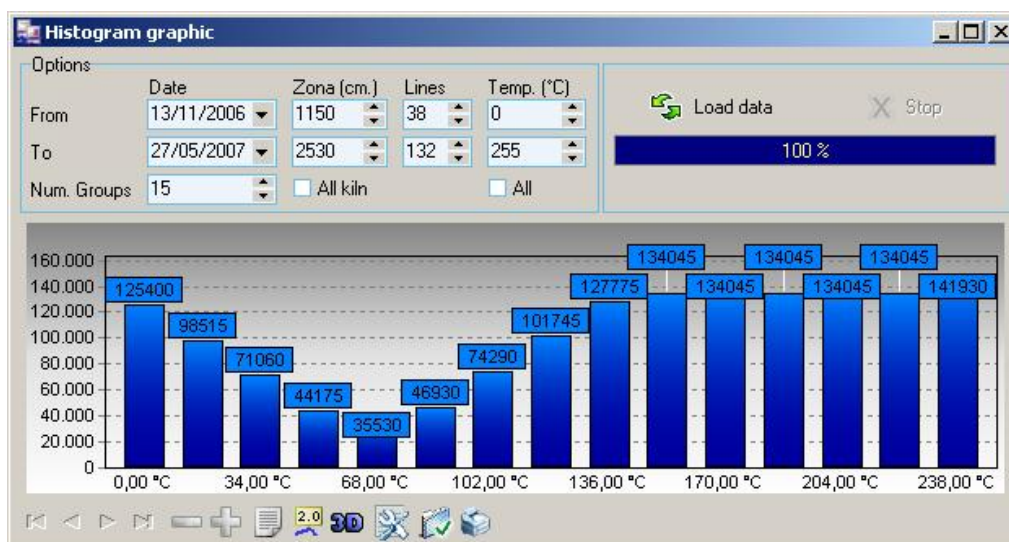 Histogram graphic
Options
Date Zona (cm.) Lines Temp. (°C)
From 13/11/2006 1150 38 0
To 27/05/2007 2530 132 255
Num. Groups 15 All kiln All
Load data Stop
100 %
160.000
140.000
120.000
100.000
80.000
60.000
40.000
20.000
0
125400 98515 71060 44175 35530 46930 74290 101745 127775 134045 134045 134045 134045 134045 141930
0,00 °C 34,00 °C 68,00 °C 102,00 °C 136,00 °C 170,00 °C 204,00 °C 238,00 °C
2.0 3D